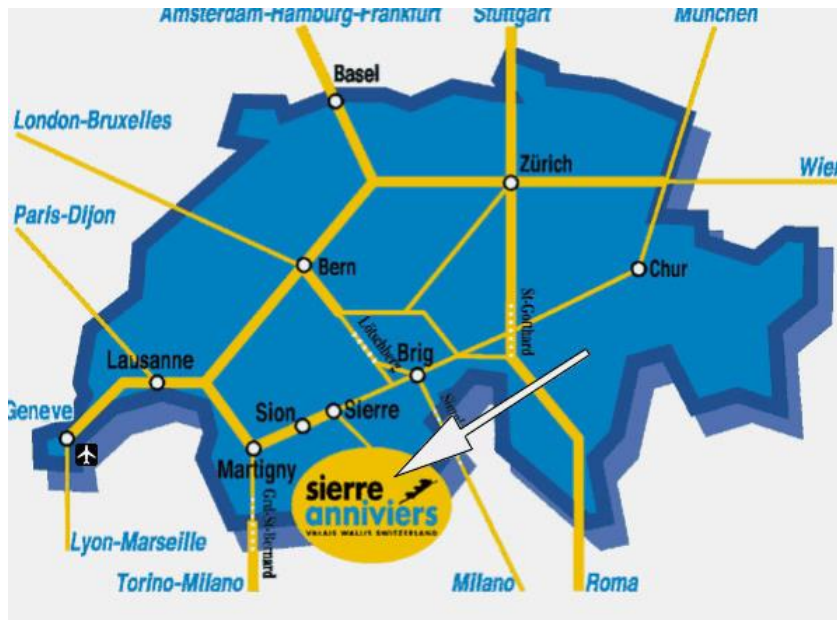 Amsterdam-Hamburg-Frankfurt
Stuttgart
München
Basel
London-Bruxelles
Zürich
Wien
Paris-Dijon
Bern
Chur
St-Gotthard
Lötschberg
Brig
Lausanne
Geneve
Sion
Sierre
Martigny
sierre
anniviers
VALAIS WALLIS SWITZERLAND
Grd-St-Bernard
Lyon-Marseille
Torino-Milano
Milano
Roma